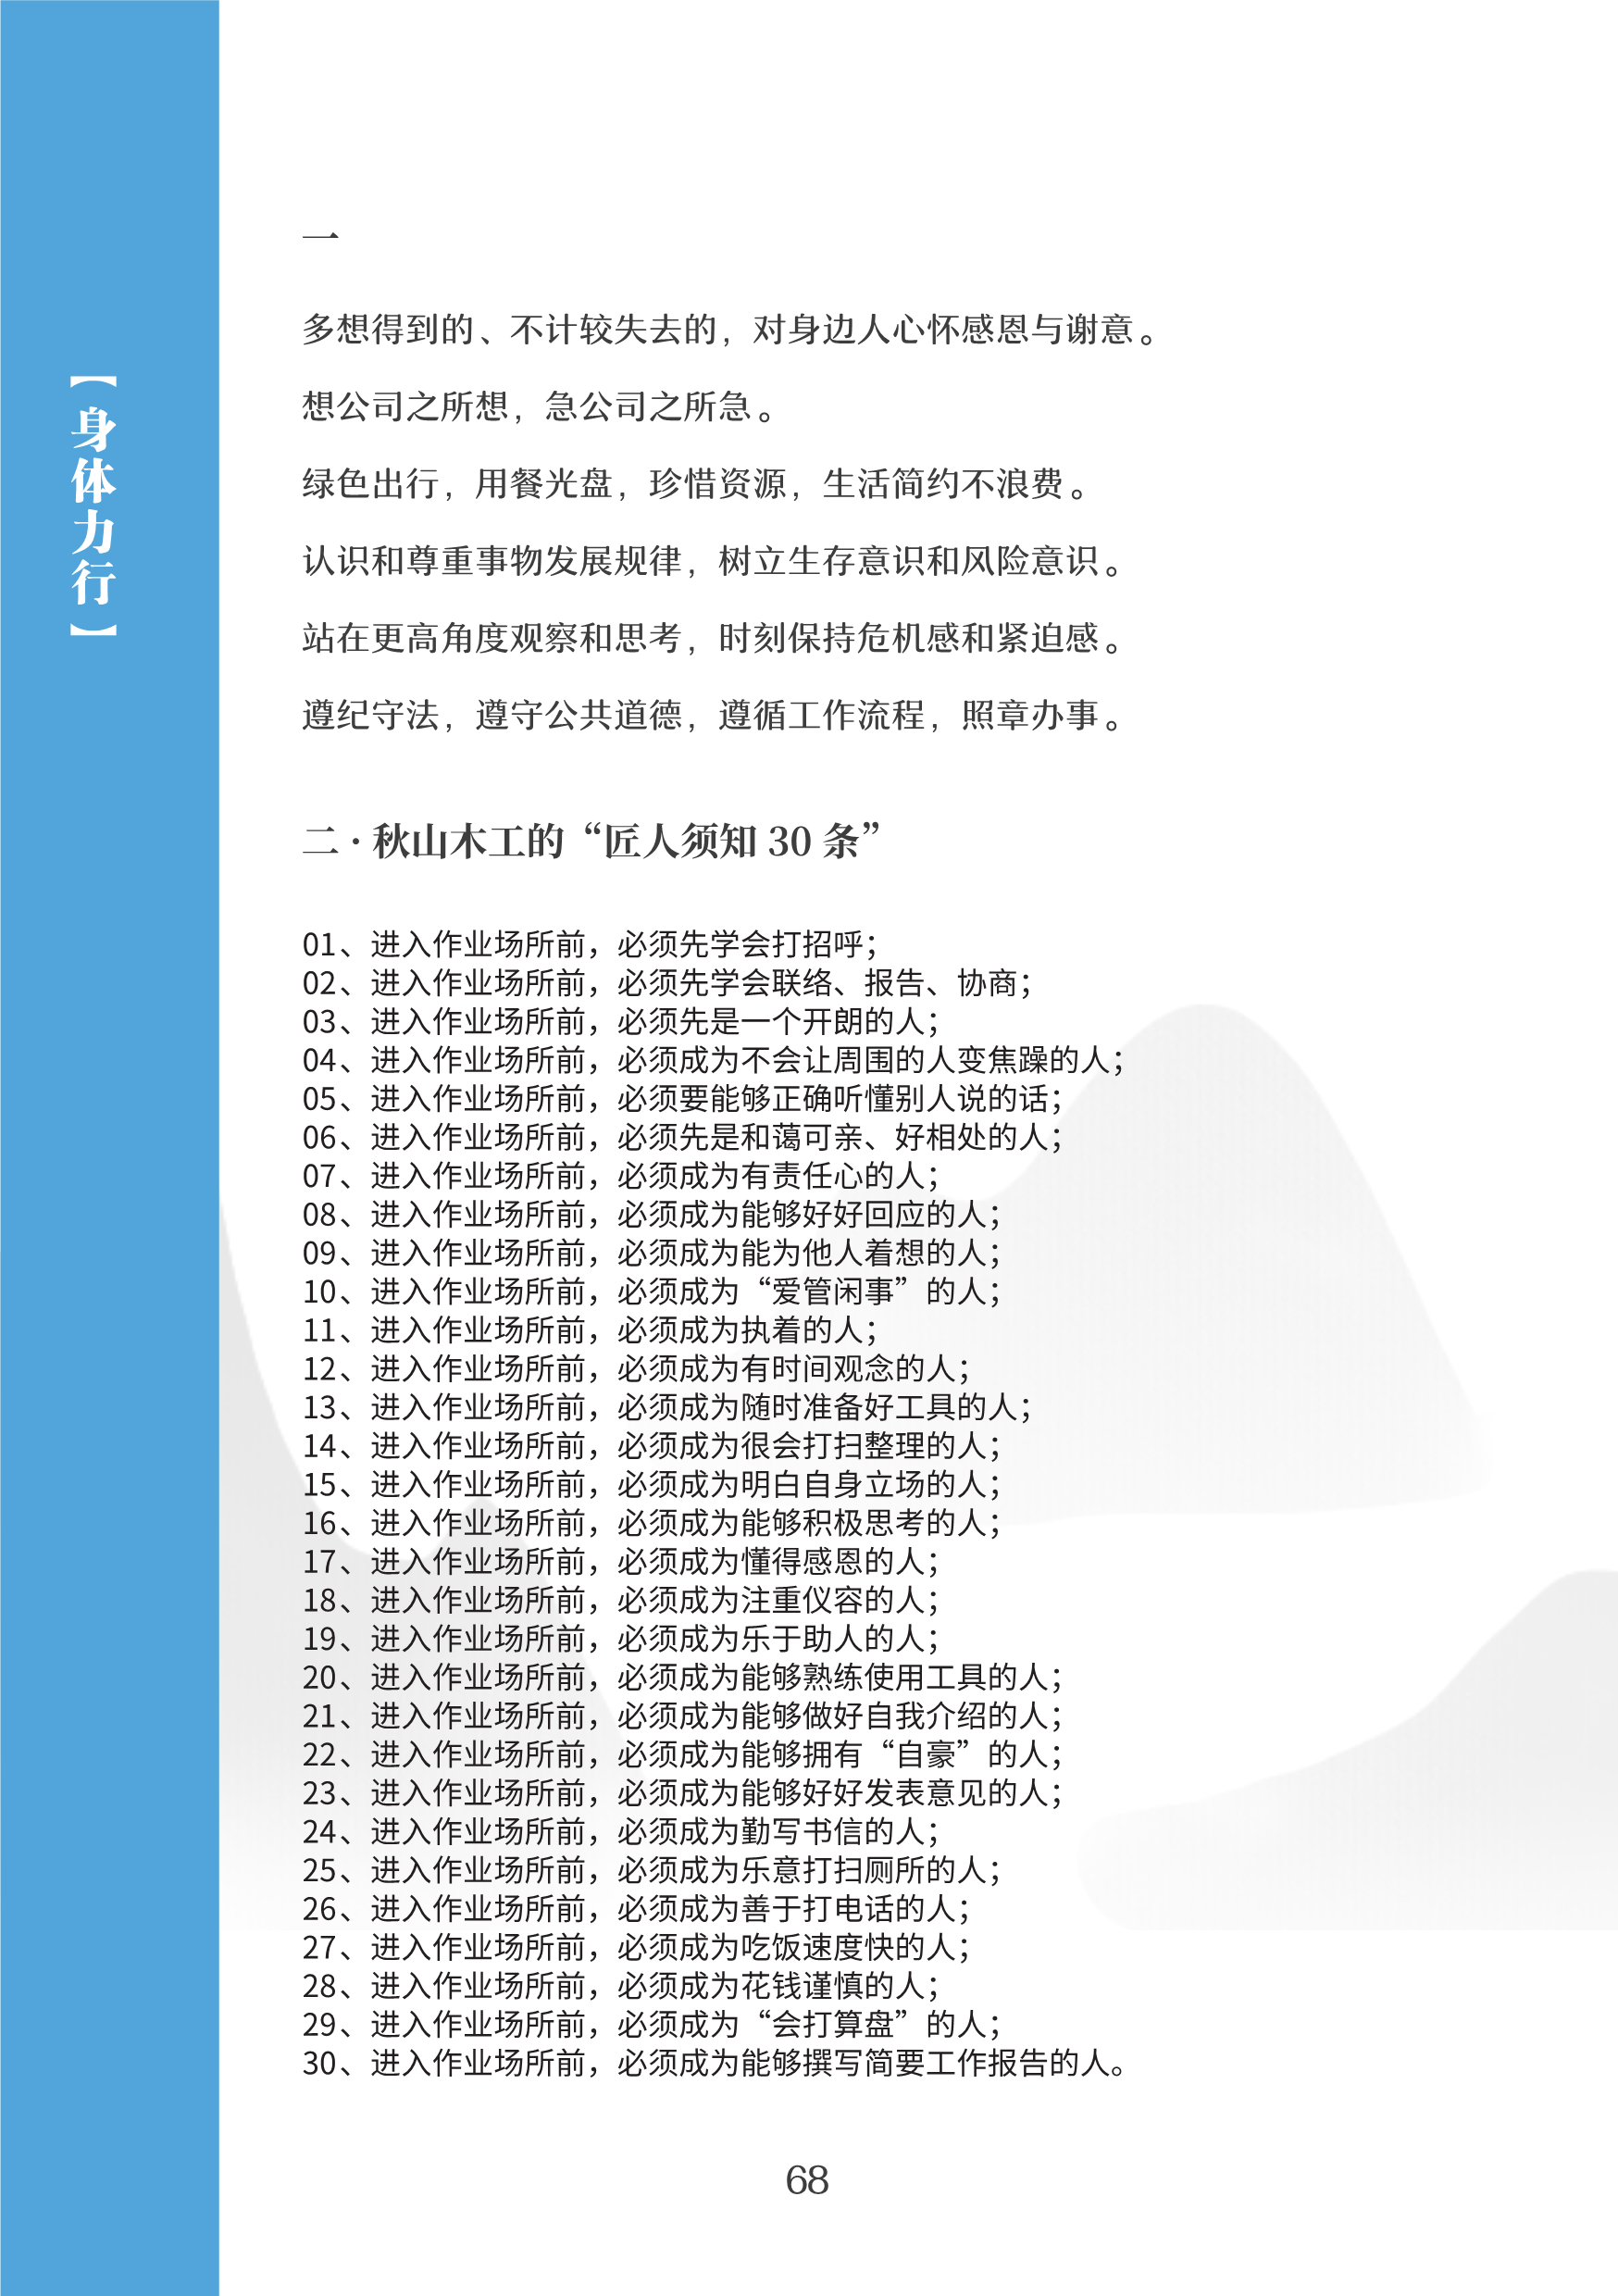 【身体力行】
一
多想得到的、不计较失去的，对身边人心怀感恩与谢意。
想公司之所想，急公司之所急。
绿色出行，用餐光盘，珍惜资源，生活简约不浪费。
认识和尊重事物发展规律，树立生存意识和风险意识。
站在更高角度观察和思考，时刻保持危机感和紧迫感。
遵纪守法，遵守公共道德，遵循工作流程，照章办事。
二·秋山木工的“匠人须知 30 条”
01、进入作业场所前，必须先学会打招呼；
02、进入作业场所前，必须先学会联络、报告、协商；
03、进入作业场所前，必须先是一个开朗的人；
04、进入作业场所前，必须成为不会让周围的人变焦躁的人；
05、进入作业场所前，必须要能够正确听懂别人说的话；
06、进入作业场所前，必须先是和蔼可亲、好相处的人；
07、进入作业场所前，必须成为有责任心的人；
08、进入作业场所前，必须成为能够好好回应的人；
09、进入作业场所前，必须成为能为他人着想的人；
10、进入作业场所前，必须成为“爱管闲事”的人；
11、进入作业场所前，必须成为执着的人；
12、进入作业场所前，必须成为有时间观念的人；
13、进入作业场所前，必须成为随时准备好工具的人；
14、进入作业场所前，必须成为很会打扫整理的人；
15、进入作业场所前，必须成为明白自身立场的人；
16、进入作业场所前，必须成为能够积极思考的人；
17、进入作业场所前，必须成为懂得感恩的人；
18、进入作业场所前，必须成为注重仪容的人；
19、进入作业场所前，必须成为乐于助人的人；
20、进入作业场所前，必须成为能够熟练使用工具的人；
21、进入作业场所前，必须成为能够做好自我介绍的人；
22、进入作业场所前，必须成为能够拥有“自豪”的人；
23、进入作业场所前，必须成为能够好好发表意见的人；
24、进入作业场所前，必须成为勤写书信的人；
25、进入作业场所前，必须成为乐意打扫厕所的人；
26、进入作业场所前，必须成为善于打电话的人；
27、进入作业场所前，必须成为吃饭速度快的人；
28、进入作业场所前，必须成为花钱谨慎的人；
29、进入作业场所前，必须成为“会打算盘”的人；
30、进入作业场所前，必须成为能够撰写简要工作报告的人。
68